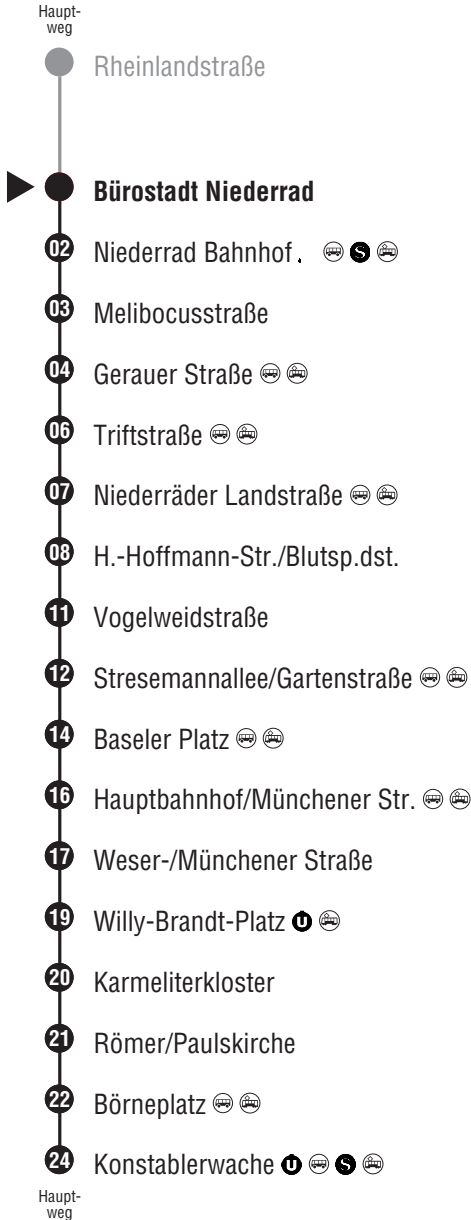 Haupt-
weg
Rheinlandstraße
Bürostadt Niederrad
02 Niederrad Bahnhof . S
03 Melibocusstraße
04 Gerauer Straße
06 Triftstraße
07 Niederräder Landstraße
08 H.-Hoffmann-Str./Blutsp.dst.
11 Vogelweidstraße
12 Stresemannallee/Gartenstraße
14 Baseler Platz
16 Hauptbahnhof/Münchener Str.
17 Weser-/Münchener Straße
19 Willy-Brandt-Platz U
20 Karmeliterkloster
21 Römer/Paulskirche
22 Börneplatz
24 Konstablerwache U S
Haupt-
weg